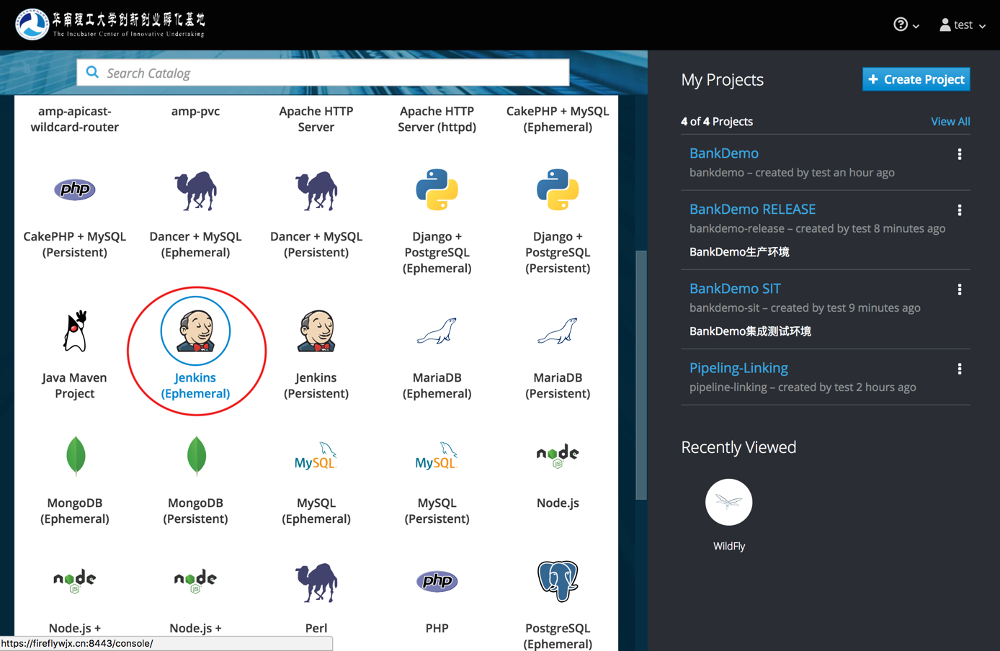 华南理工大学创新创业孵化基地
The Incubator Center of Innovative Undertaking
test
Search Catalog
amp-apicast-
wildcard-router
amp-pvc
Apache HTTP
Server
Apache HTTP
Server (httpd)
CakePHP + MySQL
(Ephemeral)
php
CakePHP + MySQL
(Persistent)
Dancer + MySQL
(Ephemeral)
Dancer + MySQL
(Persistent)
Django +
PostgreSQL
(Ephemeral)
Django +
PostgreSQL
(Persistent)
Java Maven
Project
Jenkins
(Ephemeral)
Jenkins
(Persistent)
MariaDB
(Ephemeral)
MariaDB
(Persistent)
MySQL
MySQL
node
JS
MongoDB
(Ephemeral)
MongoDB
(Persistent)
MySQL
(Ephemeral)
MySQL
(Persistent)
Node.js
node
JS
node
JS
php
Node.js +
Node.js +
Perl
PHP
PostgreSQL
(Ephemeral)
https://fireflywjx.cn:8443/console/
My Projects
+ Create Project
4 of 4 Projects
View All
BankDemo
bankdemo – created by test an hour ago
BankDemo RELEASE
bankdemo-release – created by test 8 minutes ago
BankDemo生产环境
BankDemo SIT
bankdemo-sit – created by test 9 minutes ago
BankDemo集成测试环境
Pipeling-Linking
pipeline-linking – created by test 2 hours ago
Recently Viewed
WildFly